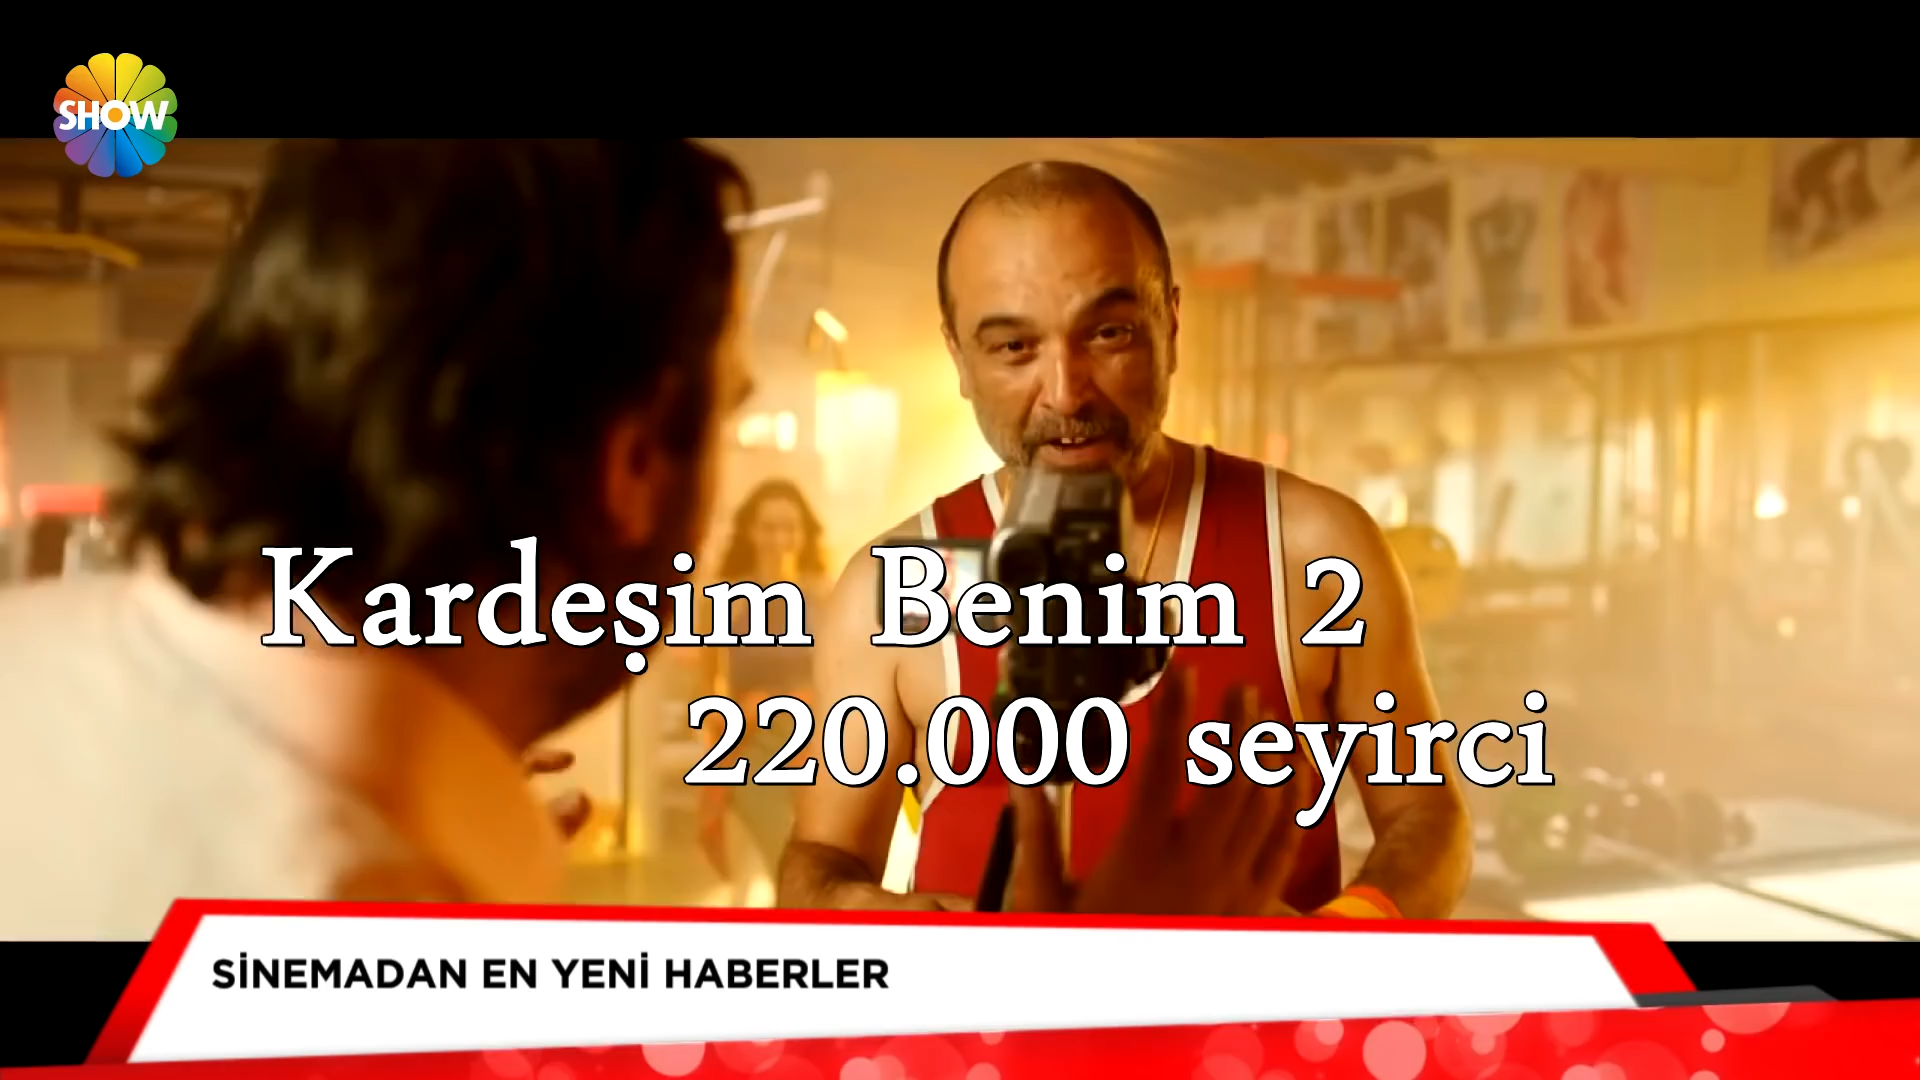 SHOW
Kardeşim Benim 2
220.000 seyirci
SİNEMADAN EN YENİ HABERLER